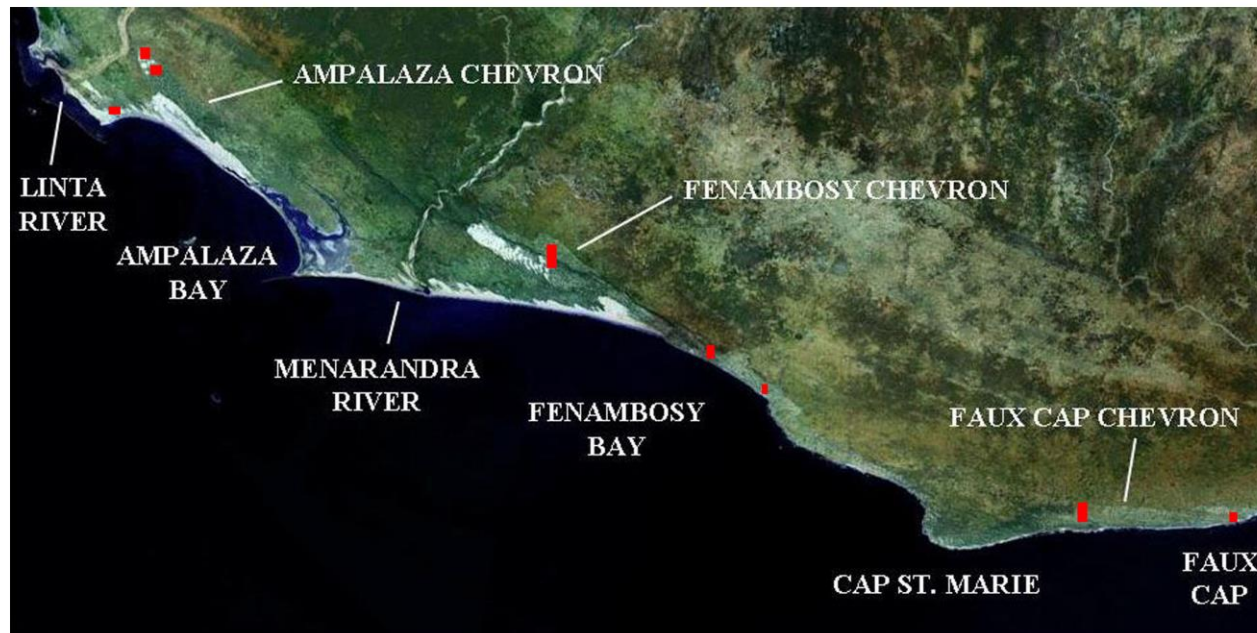 AMPALAZA CHEVRON
LINTA
RIVER
FENAMBOSY CHEVRON
AMPALAZA
BAY
MENARANDRA
RIVER
FENAMBOSY
BAY
FAUX CAP CHEVRON
CAP ST. MARIE
FAUX
CAP